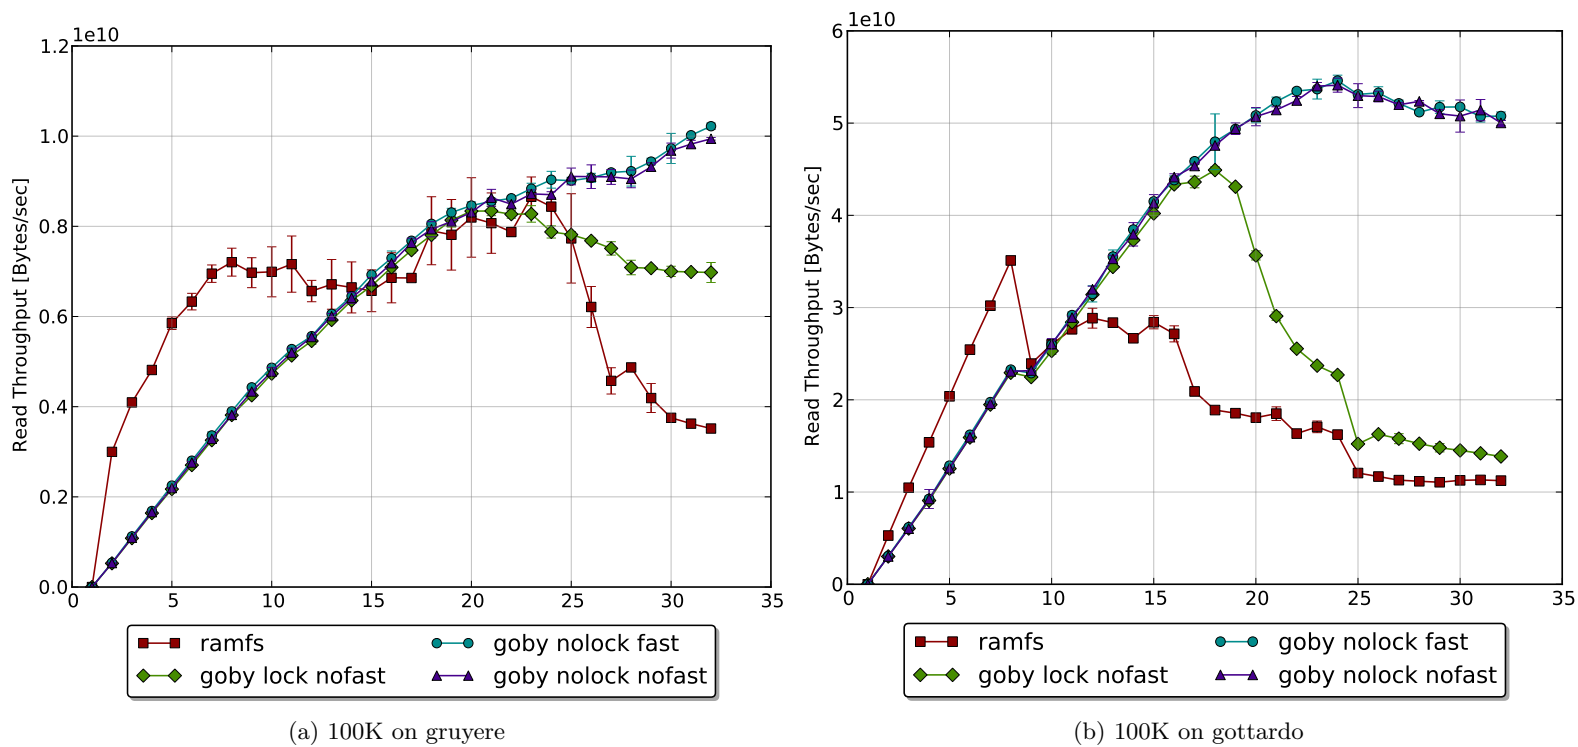 1e10
1.2
1.0
0.8
0.6
0.4
0.2
0.0
Read Throughput [Bytes/sec]
0 5 10 15 20 25 30 35
ramfs
goby lock nofast
goby nolock fast
goby nolock nofast
(a) 100K on gruyere
1e10
6
5
4
3
2
1
0
Read Throughput [Bytes/sec]
0 5 10 15 20 25 30 35
ramfs
goby lock nofast
goby nolock fast
goby nolock nofast
(b) 100K on gottardo